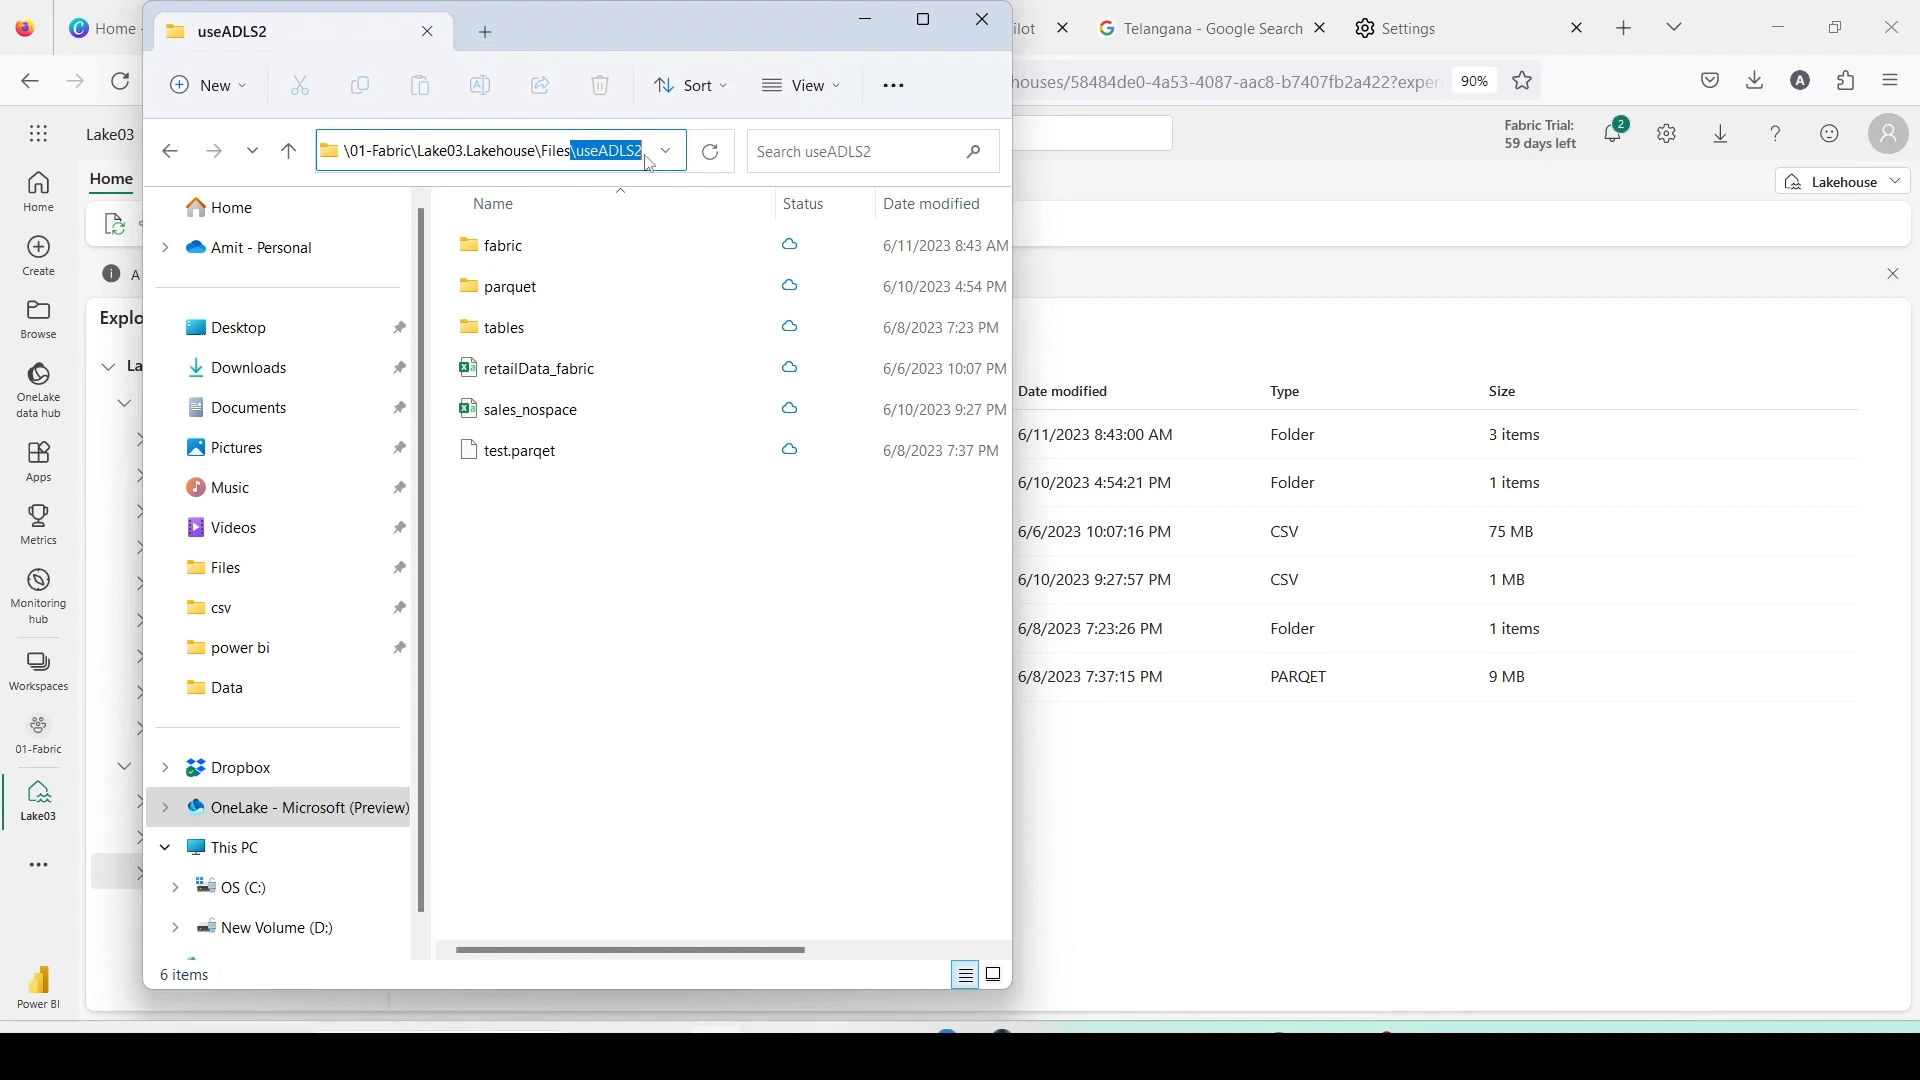 Home
useADLS2
ilot
Telangana - Google Search
Settings
New
Sort
View
houses/58484de0-4a53-4087-aac8-b7407fb2a422?experi
90%
A
Lake03
\01-Fabric\Lake03.Lakehouse\Files\useADLS2
Search useADLS2
Fabric Trial:
59 days left
2
Home
Lakehouse
Home
Create
Browse
OneLake
data hub
Apps
Metrics
Monitoring
hub
Workspaces
01-Fabric
Lake03
Power BI
A
Explo
La
Home
Amit - Personal
Desktop
Downloads
Documents
Pictures
Music
Videos
Files
csv
power bi
Data
Dropbox
OneLake - Microsoft (Preview)
This PC
OS (C:)
New Volume (D:)
6 items
Name Status Date modified
fabric 6/11/2023 8:43 AM
parquet 6/10/2023 4:54 PM
tables 6/8/2023 7:23 PM
retailData_fabric 6/6/2023 10:07 PM
sales_nospace 6/10/2023 9:27 PM
test.parqet 6/8/2023 7:37 PM
Date modified Type Size
6/11/2023 8:43:00 AM Folder 3 items
6/10/2023 4:54:21 PM Folder 1 items
6/6/2023 10:07:16 PM CSV 75 MB
6/10/2023 9:27:57 PM CSV 1 MB
6/8/2023 7:23:26 PM Folder 1 items
6/8/2023 7:37:15 PM PARQET 9 MB